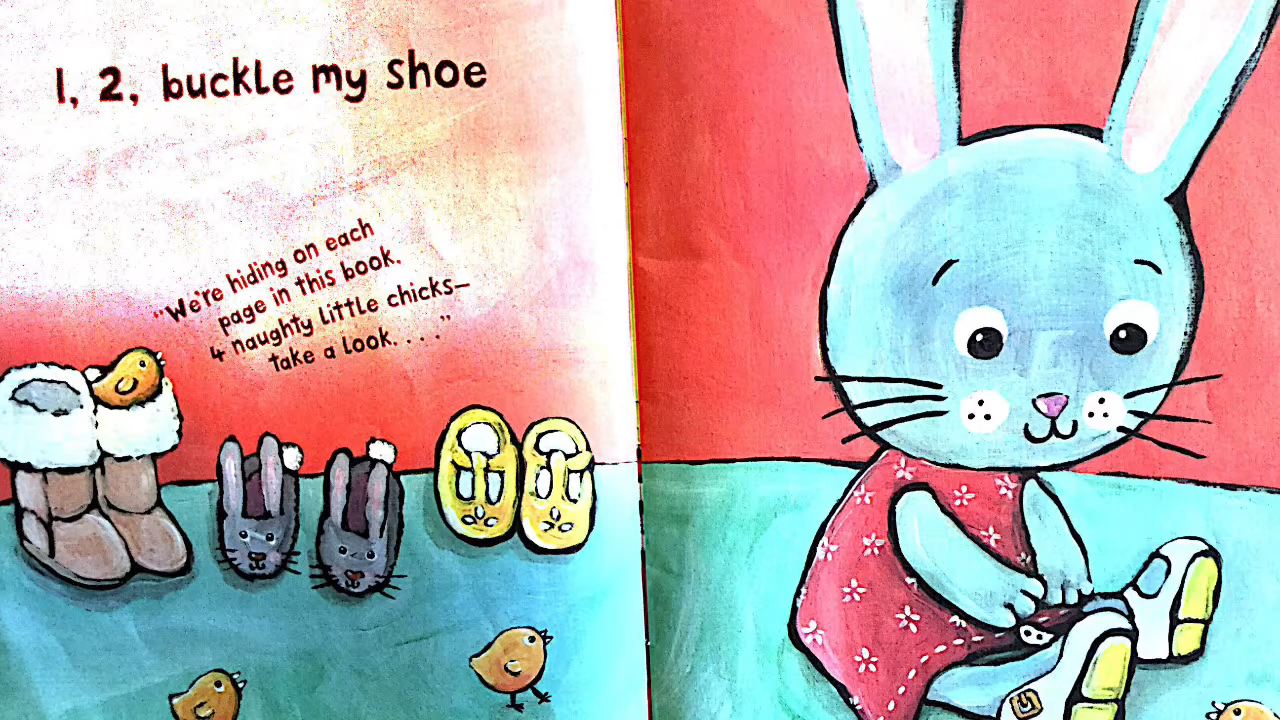 1, 2, buckle my shoe
"We're hiding on each
page in this book.
4 naughty little chicks—
take a look. . . ."